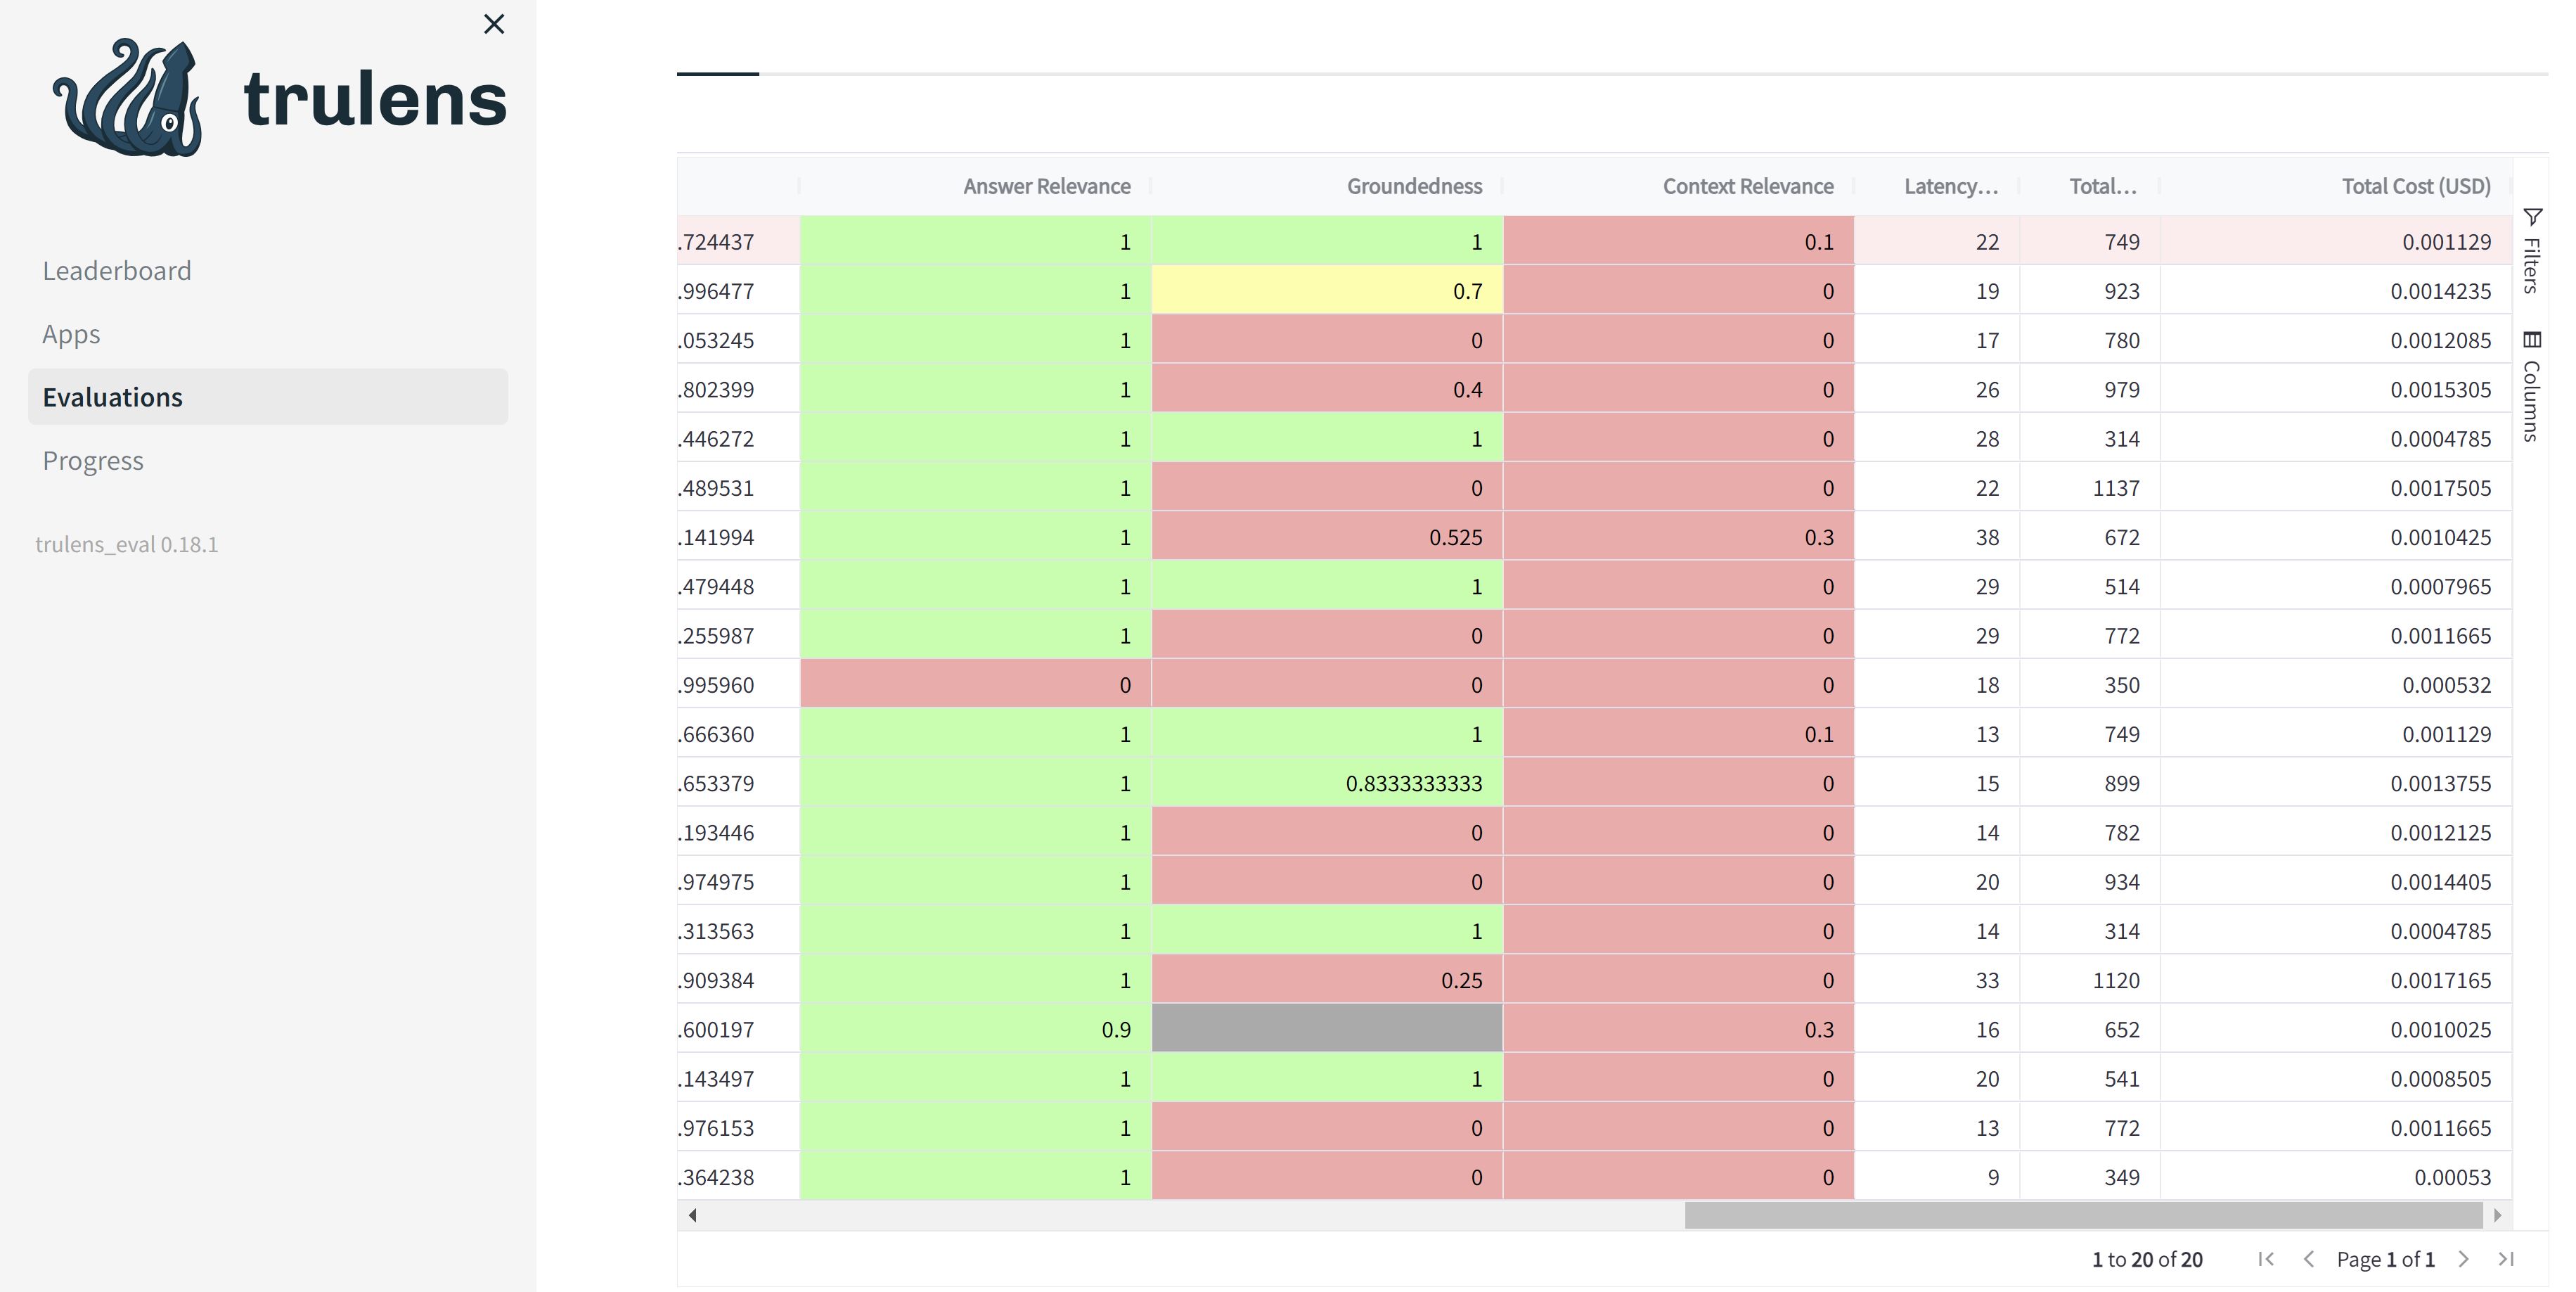 trulens
Leaderboard
Apps
Evaluations
Progress
trulens_eval 0.18.1
Answer Relevance Groundedness Context Relevance Latency... Total... Total Cost (USD)
.724437 1 1 0.1 22 749 0.001129
.996477 1 0.7 0 19 923 0.0014235
.053245 1 0 0 17 780 0.0012085
.802399 1 0.4 0 26 979 0.0015305
.446272 1 1 0 28 314 0.0004785
.489531 1 0 0 22 1137 0.0017505
.141994 1 0.525 0.3 38 672 0.0010425
.479448 1 1 0 29 514 0.0007965
.255987 1 0 0 29 772 0.0011665
.995960 0 0 0 18 350 0.000532
.666360 1 1 0.1 13 749 0.001129
.653379 1 0.8333333333 0 15 899 0.0013755
.193446 1 0 0 14 782 0.0012125
.974975 1 0 0 20 934 0.0014405
.313563 1 1 0 14 314 0.0004785
.909384 1 0.25 0 33 1120 0.0017165
.600197 0.9 0.3 16 652 0.0010025
.143497 1 1 0 20 541 0.0008505
.976153 1 0 0 13 772 0.0011665
.364238 1 0 0 9 349 0.00053
Filters
Columns
1 to 20 of 20 Page 1 of 1